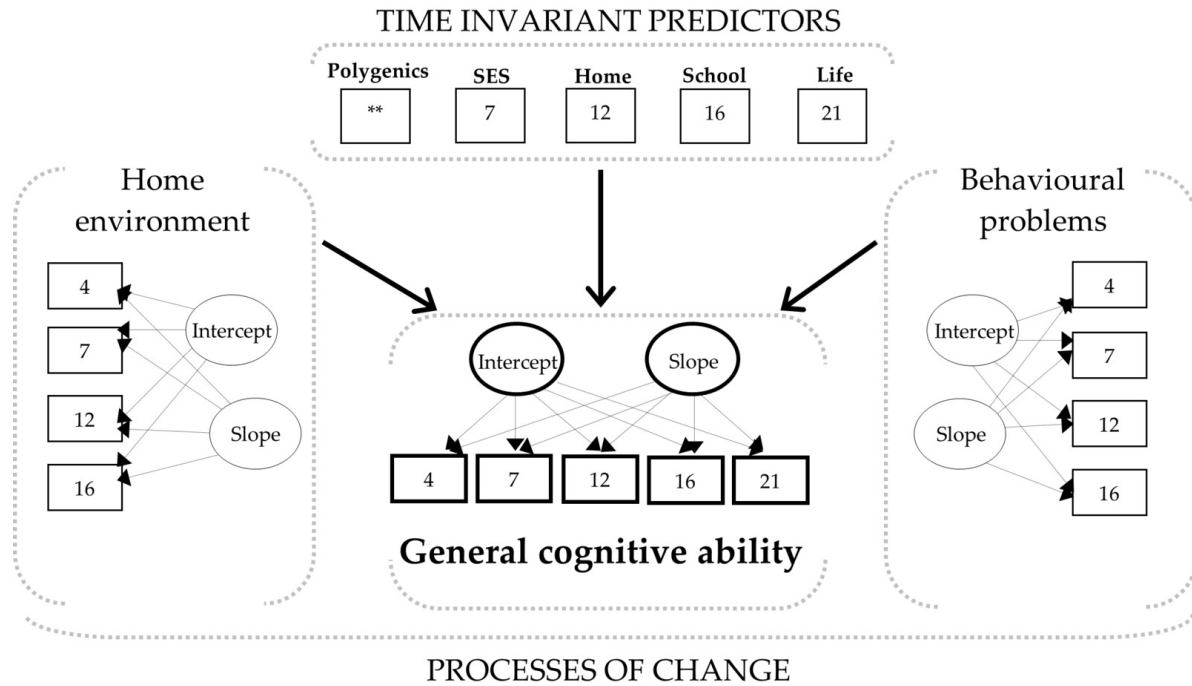 TIME INVARIANT PREDICTORS
Polygenics SES Home School Life
** 7 12 16 21
Home
environment
4
7
12
16
Intercept
Slope
Intercept Slope
4 7 12 16 21
General cognitive ability
Behavioural
problems
Intercept
Slope
4
7
12
16
PROCESSES OF CHANGE